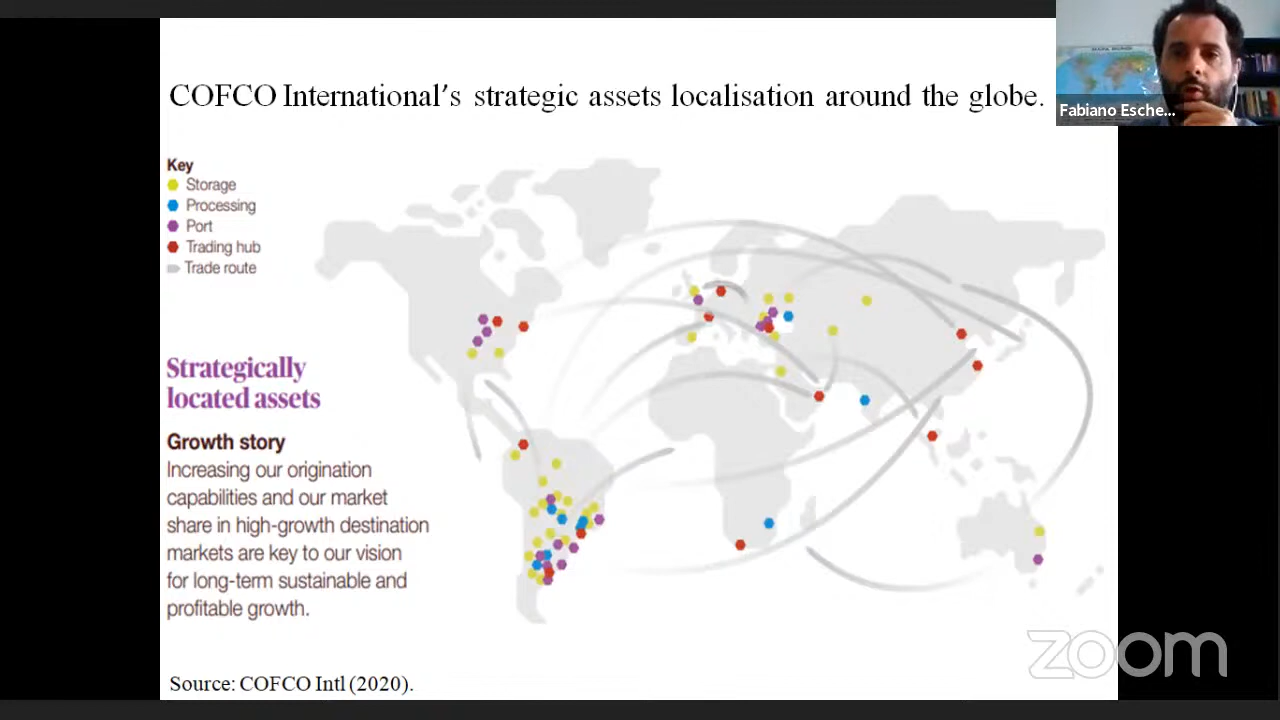 COFCO International's strategic assets localisation around the globe.
Fabiano Esche...
Key
Storage
Processing
Port
Trading hub
Trade route
Strategically
located assets
Growth story
Increasing our origination
capabilities and our market
share in high-growth destination
markets are key to our vision
for long-term sustainable and
profitable growth.
Source: COFCO Intl (2020).
zoom